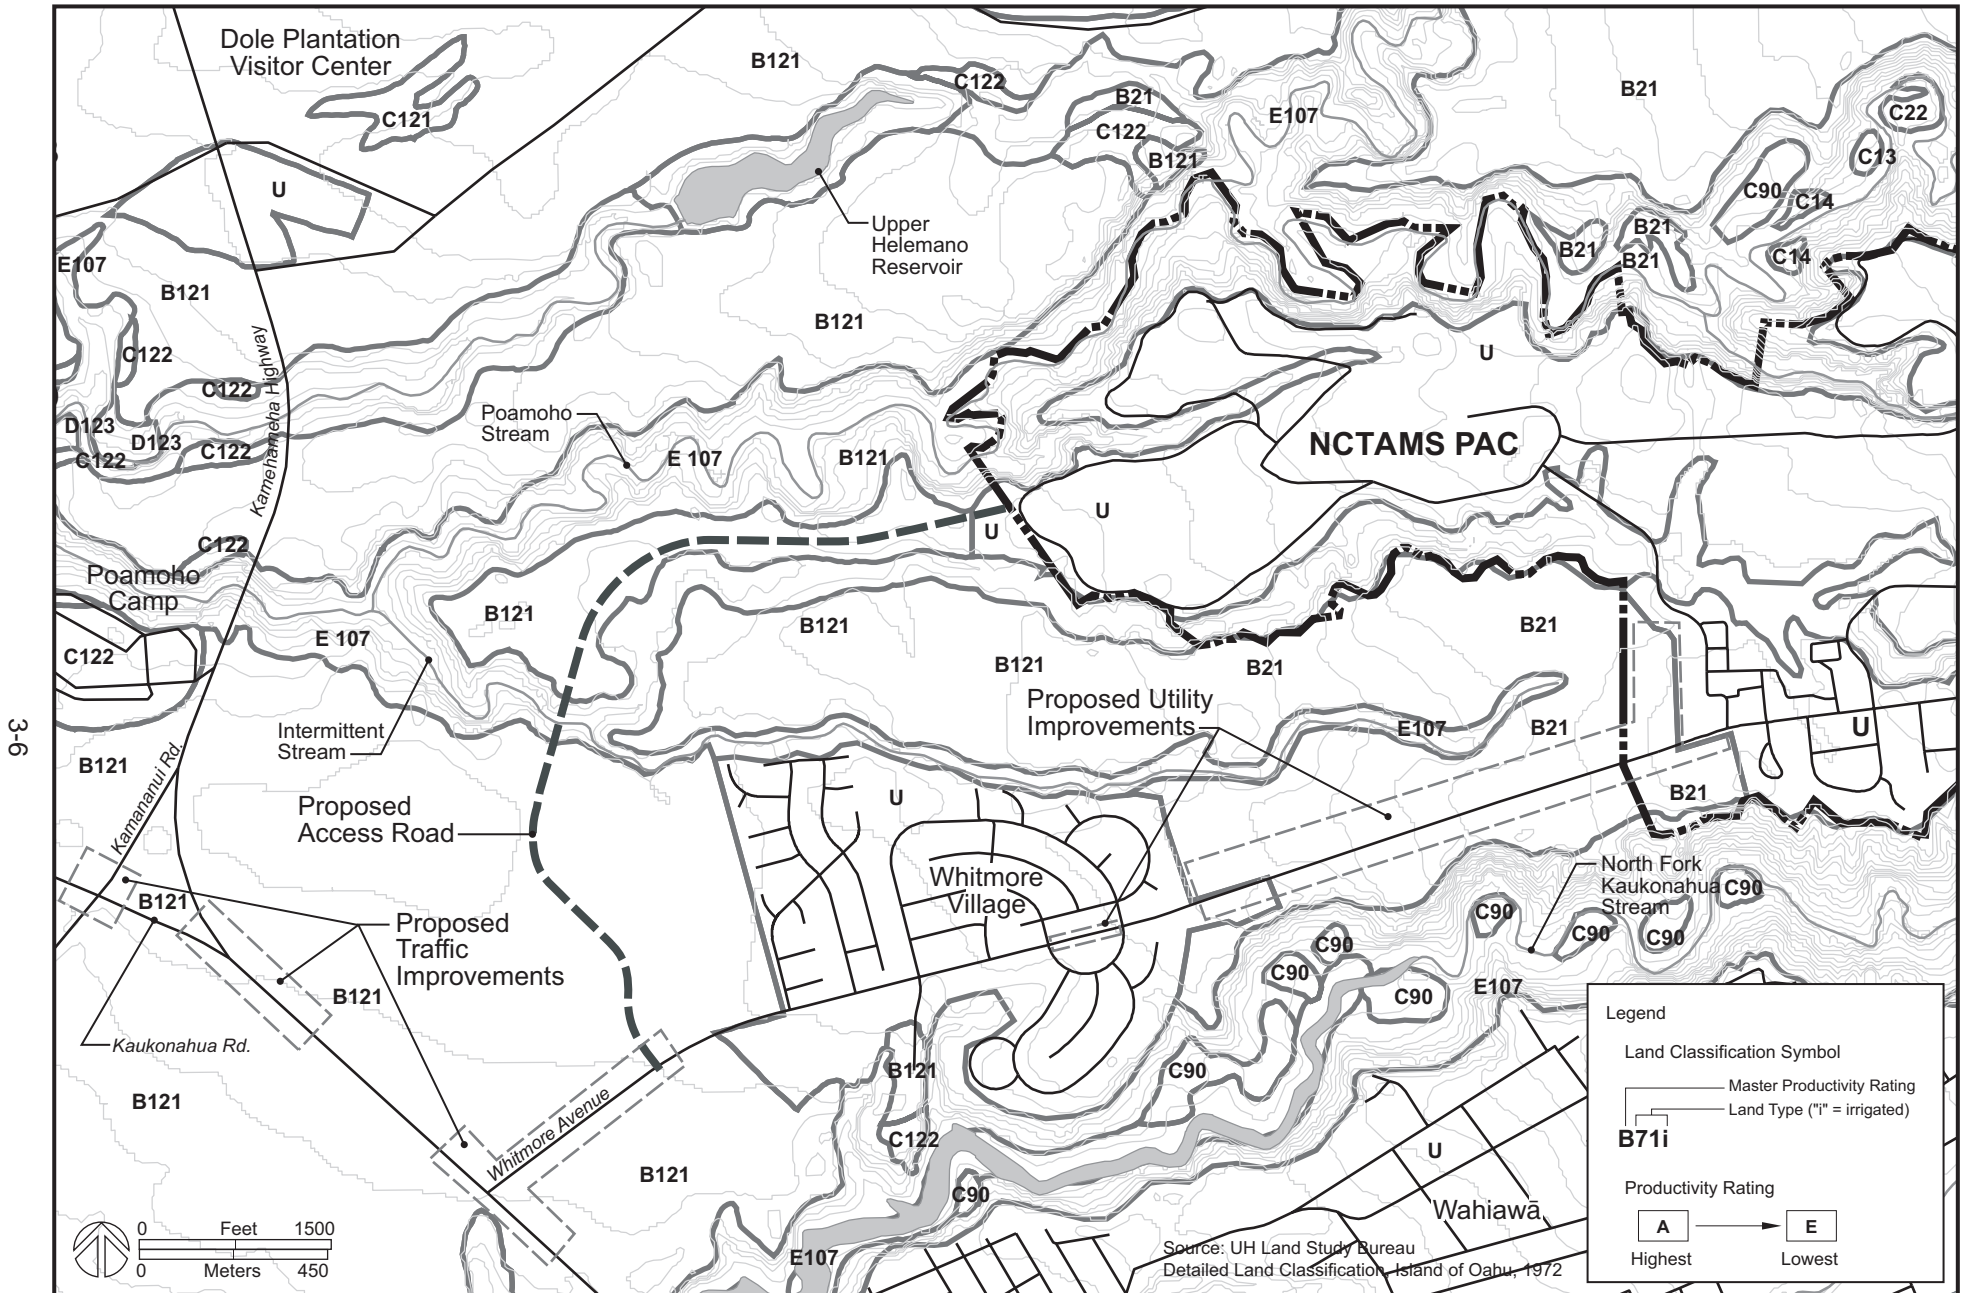 Dole Plantation
Visitor Center
B121
C122
B21
E107
B21
C22
C121
C122
B121
C13
U
C90
C14
Upper
Helemano
Reservoir
B21
B21
B21
C14
E107
B121
B121
U
C122
C122
Kamehameha Highway
Poamoho
Stream
D123
D123
C122
C122
E 107
B121
NCTAMS PAC
U
U
C122
Poamoho
Camp
B121
B121
B21
E 107
C122
B121
B21
Proposed Utility
Improvements
E107
B21
U
Intermittent
Stream
B121
Kamananui Rd.
3-6
Proposed
Access Road
U
B21
Whitmore
Village
North Fork
Kaukonahua
Stream
C90
B121
Proposed
Traffic
Improvements
C90
C90
C90
C90
C90
C90
E107
B121
Kaukonahua Rd.
B121
B121
C90
Whitmore Avenue
C122
U
B121
C90
Wahiawā
E107
0 Feet 1500
0 Meters 450
Source: UH Land Study Bureau
Detailed Land Classification, Island of Oahu, 1972
Legend
Land Classification Symbol
Master Productivity Rating
Land Type ("i" = irrigated)
B71i
Productivity Rating
A E
Highest Lowest